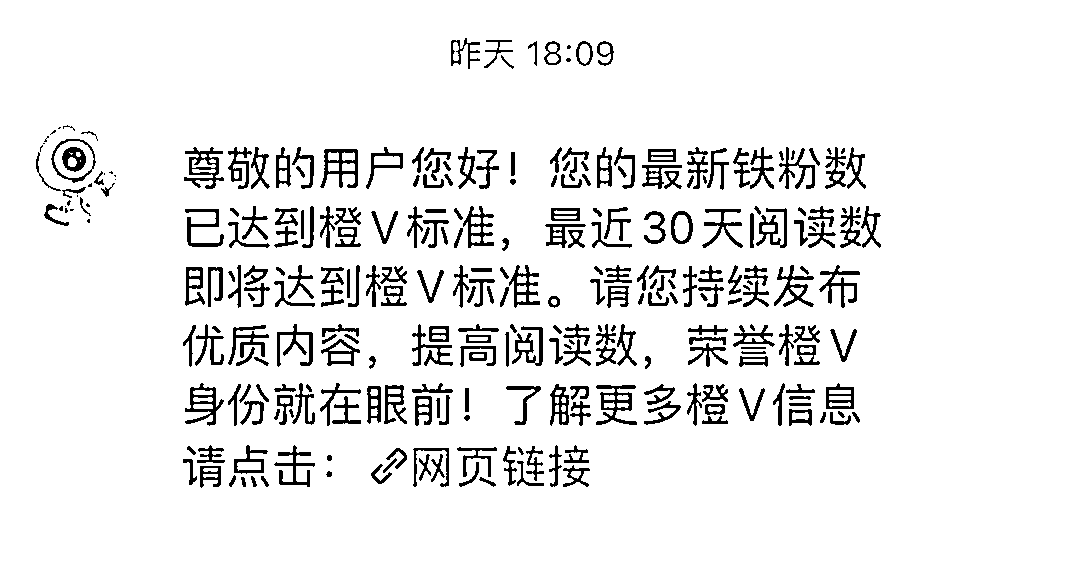 昨天 18:09
尊敬的用户您好！您的最新铁粉数
已达到橙V标准，最近30天阅读数
即将达到橙V标准。请您持续发布
优质内容，提高阅读数，荣誉橙V
身份就在眼前！了解更多橙V信息
请点击：网页链接